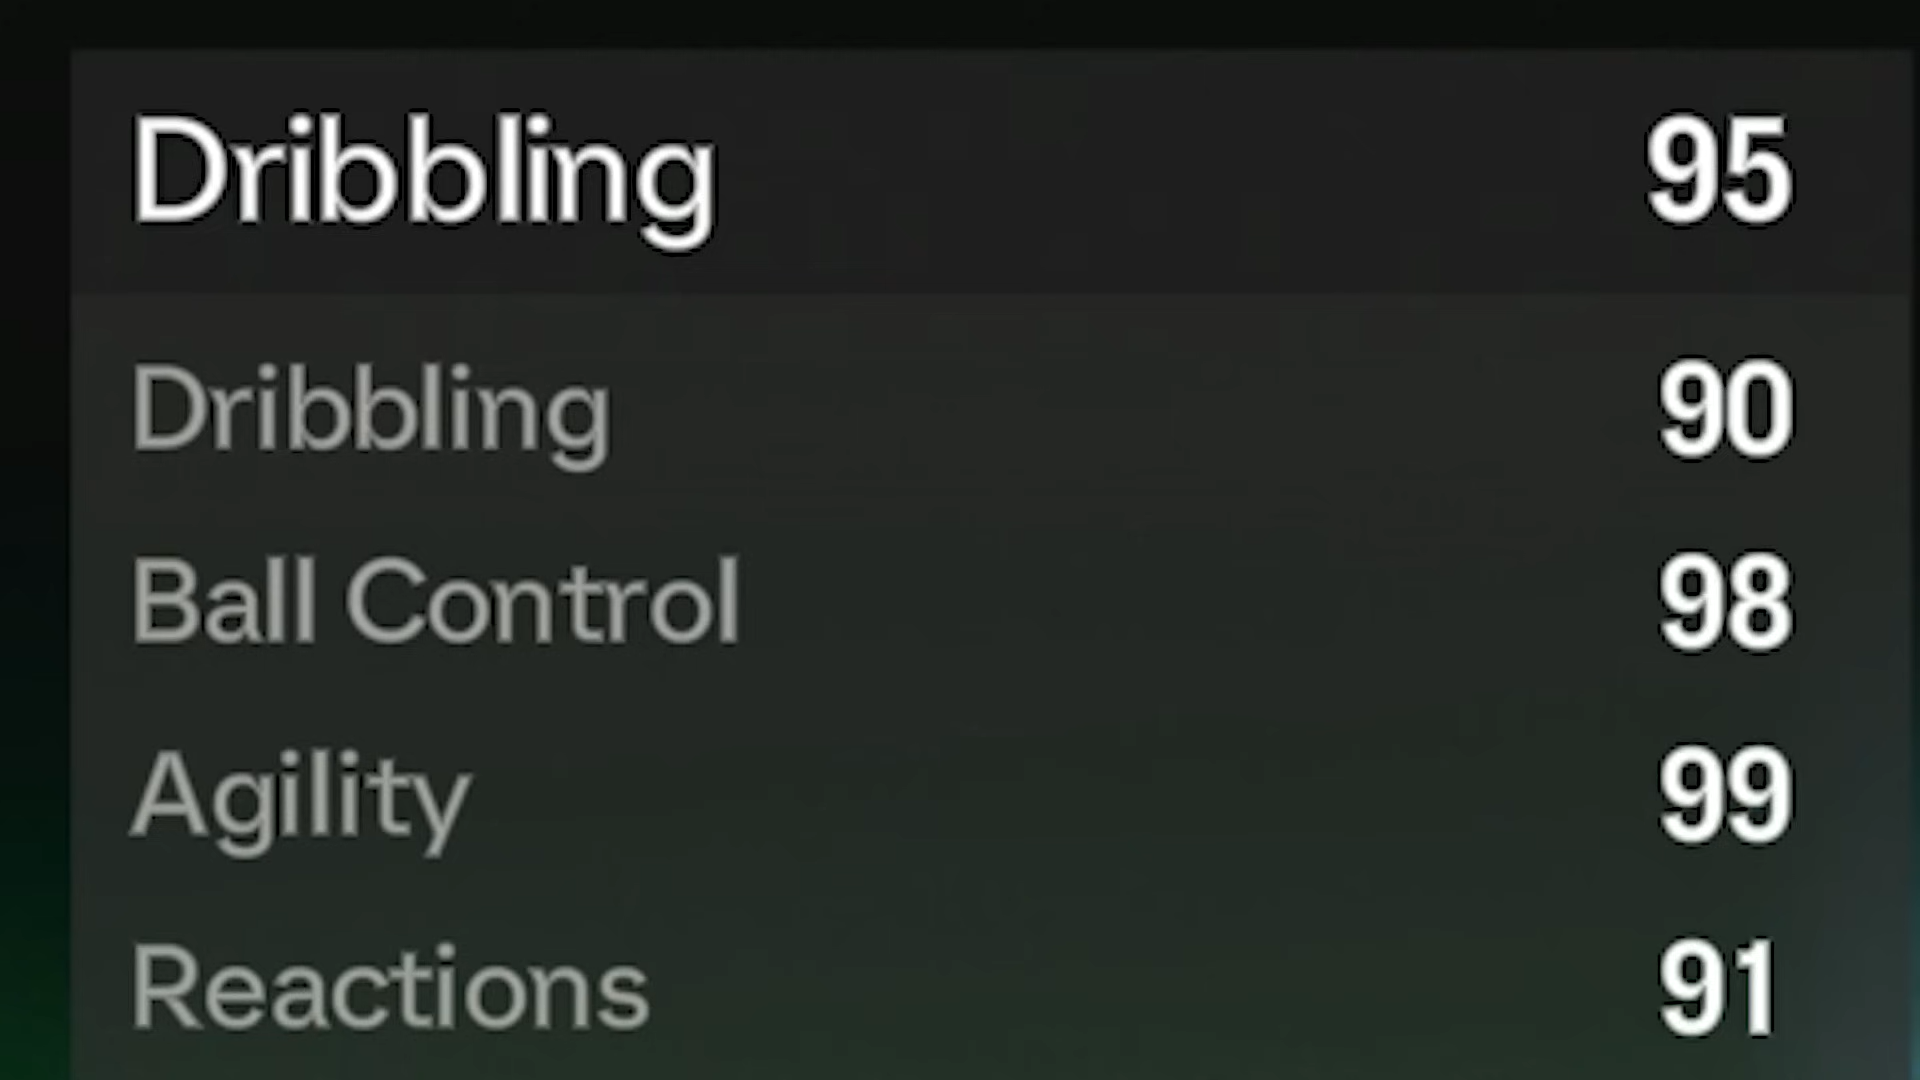 Dribbling 95
Dribbling 90
Ball Control 98
Agility 99
Reactions 91